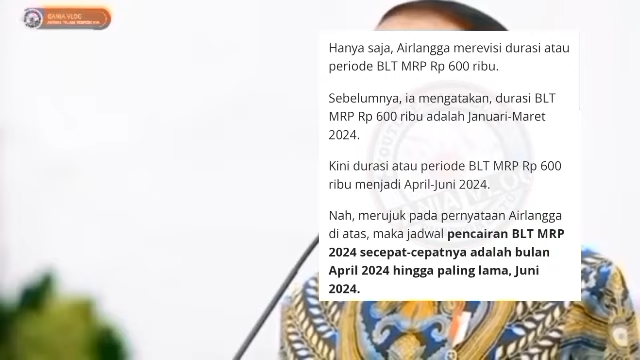 DANIA VLOG
Hanya saja, Airlangga merevisi durasi atau
periode BLT MRP Rp 600 ribu.
Sebelumnya, ia mengatakan, durasi BLT
MRP Rp 600 ribu adalah Januari-Maret
2024.
Kini durasi atau periode BLT MRP Rp 600
ribu menjadi April-Juni 2024.
Nah, merujuk pada pernyataan Airlangga
di atas, maka jadwal pencairan BLT MRP
2024 secepat-cepatnya adalah bulan
April 2024 hingga paling lama, Juni
2024.